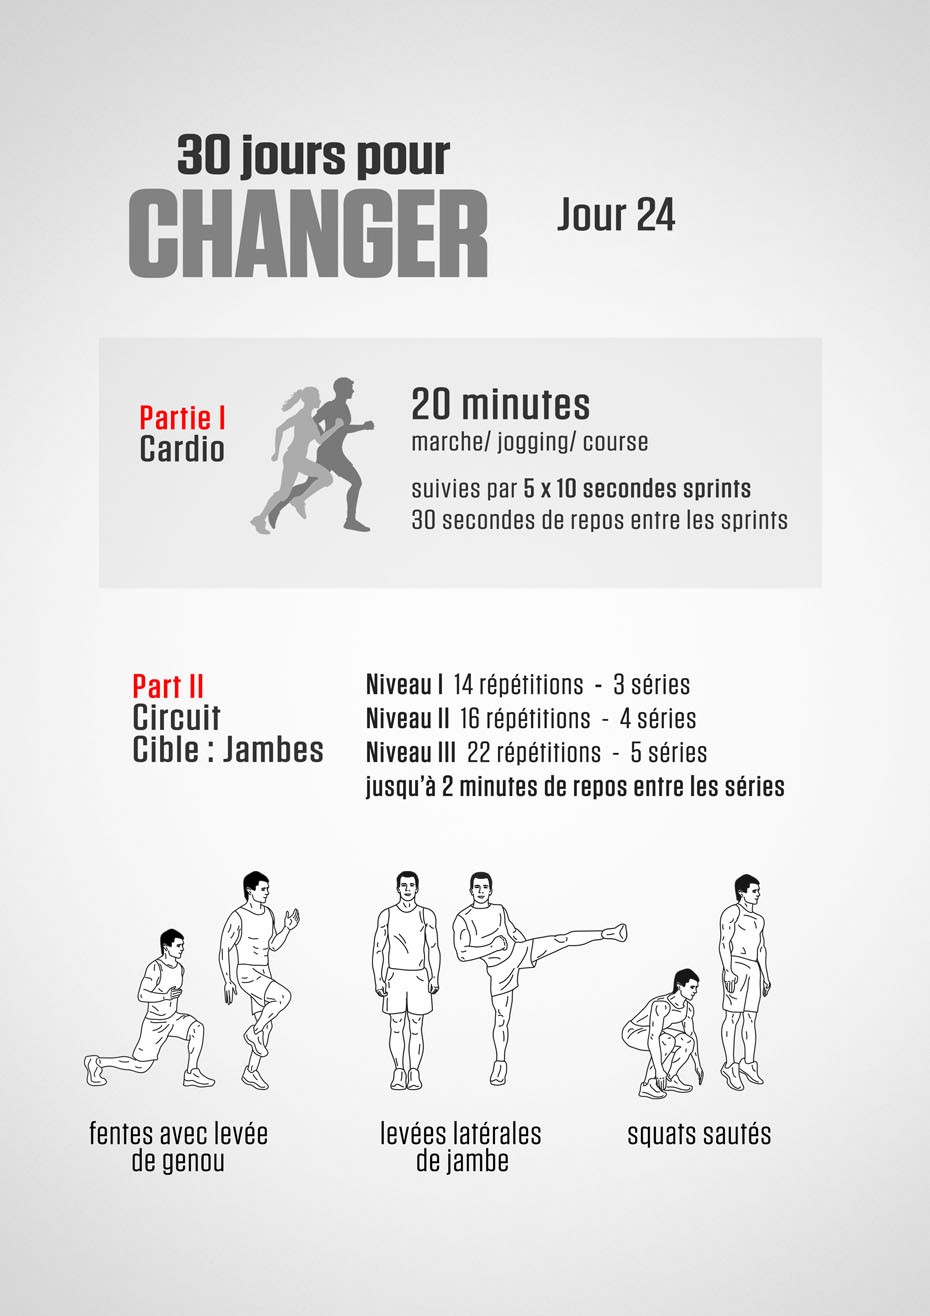 30 jours pour
CHANGER
Jour 24
Partie I
Cardio
20 minutes
marche/ jogging/ course
suivies par 5 x 10 secondes sprints
30 secondes de repos entre les sprints
Part II
Circuit
Cible : Jambes
Niveau I 14 répétitions - 3 séries
Niveau II 16 répétitions - 4 séries
Niveau III 22 répétitions - 5 séries
jusqu'à 2 minutes de repos entre les séries
fentes avec levée
de genou
levées latérales
de jambe
squats sautés